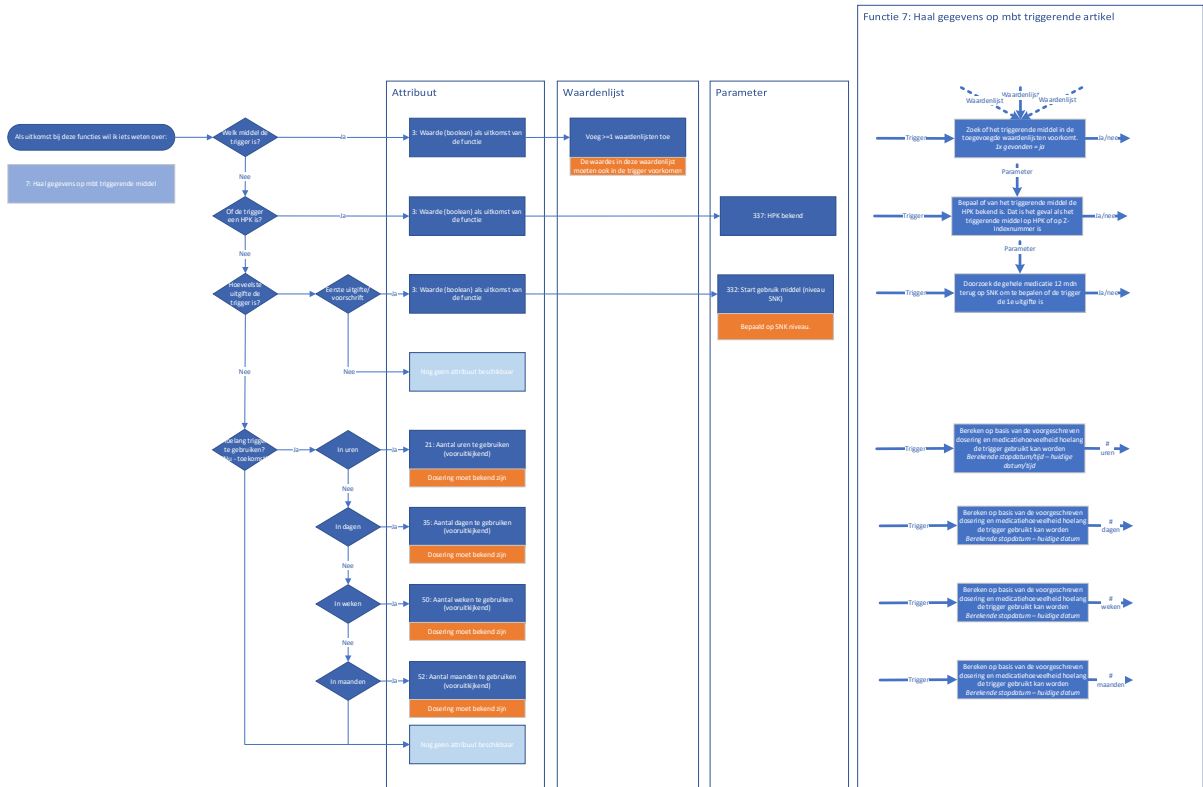 Functie 7: Haal gegevens op mbt triggerende artikel
Attribuut
Waardenlijst
Parameter
Als uitkomst bij deze functies wil ik iets weten over:
7: Haal gegevens op mbt triggerende middel
Welk middel de
trigger is?
Ja
3: Waarde (boolean) als uitkomst van
de functie
Voeg >=1 waardenlijsten toe
De waardes in deze waardenlijst
moeten ook in de trigger voorkomen
Waardenlijst
Waardenlijst
Waardenlijst
Trigger
Zoek of het triggerende middel in de
toegevoegde waardenlijsten voorkomt.
1x gevonden = ja
Ja/nee
Nee
Of de trigger
een HPK is?
Ja
3: Waarde (boolean) als uitkomst van
de functie
337: HPK bekend
Parameter
Trigger
Bepaal of van het triggerende middel de
HPK bekend is. Dat is het geval als het
triggerende middel op HPK of op Z-
Indexnummer is
Ja/nee
Nee
Hoeveelste
uitgifte de
trigger is?
Eerste uitgifte/
voorschrift
Ja
3: Waarde (boolean) als uitkomst van
de functie
332: Start gebruik middel (niveau
SNK)
Bepaald op SNK niveau.
Parameter
Trigger
Doorzoek de gehele medicatie 12 mdn
terug op SNK om te bepalen of de trigger
de 1e uitgifte is
Ja/nee
Nee
Nee
Nog geen attribuut beschikbaar
te gebruiken?
Ja
In uren
Ja
21: Aantal uren te gebruiken
(vooruitkijkend)
Dosering moet bekend zijn
Trigger
Bereken op basis van de voorgeschreven
dosering en medicatiehoeveelheid hoelang
de trigger gebruikt kan worden
Berekende stopdatum/tijd – huidige
datum/tijd
#
uren
Nee
In dagen
Ja
35: Aantal dagen te gebruiken
(vooruitkijkend)
Dosering moet bekend zijn
Trigger
Bereken op basis van de voorgeschreven
dosering en medicatiehoeveelheid hoelang
de trigger gebruikt kan worden
Berekende stopdatum – huidige datum
#
dagen
Nee
In weken
Ja
50: Aantal weken te gebruiken
(vooruitkijkend)
Dosering moet bekend zijn
Trigger
Bereken op basis van de voorgeschreven
dosering en medicatiehoeveelheid hoelang
de trigger gebruikt kan worden
Berekende stopdatum – huidige datum
#
weken
Nee
In maanden
Ja
52: Aantal maanden te gebruiken
(vooruitkijkend)
Dosering moet bekend zijn
Trigger
Bereken op basis van de voorgeschreven
dosering en medicatiehoeveelheid hoelang
de trigger gebruikt kan worden
Berekende stopdatum – huidige datum
#
maanden
Nog geen attribuut beschikbaar